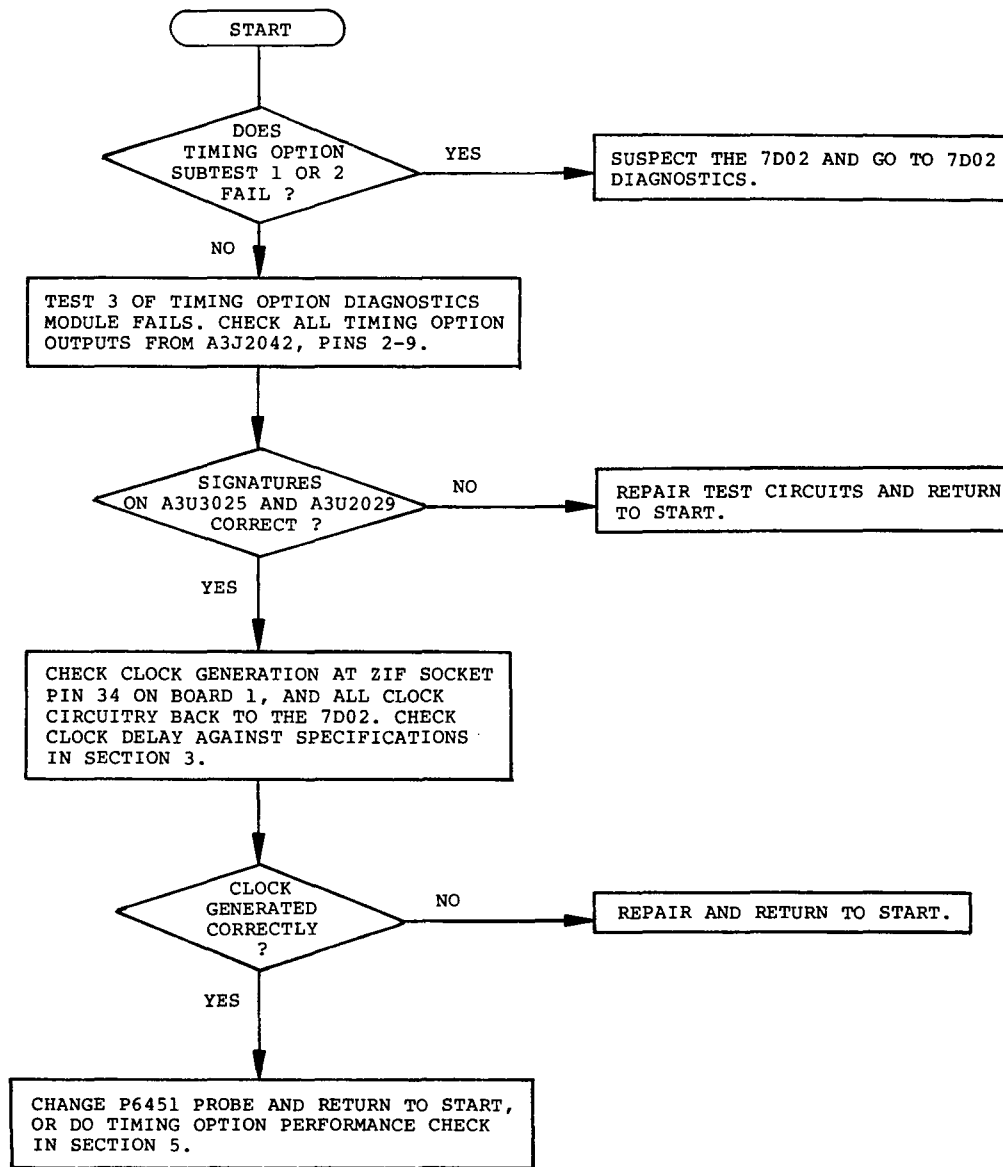 START
DOES
TIMING OPTION
SUBTEST 1 OR 2
FAIL ?
YES
SUSPECT THE 7D02 AND GO TO 7D02
DIAGNOSTICS.
NO
TEST 3 OF TIMING OPTION DIAGNOSTICS
MODULE FAILS. CHECK ALL TIMING OPTION
OUTPUTS FROM A3J2042, PINS 2-9.
SIGNATURES
ON A3U3025 AND A3U2029
CORRECT ?
NO
REPAIR TEST CIRCUITS AND RETURN
TO START.
YES
CHECK CLOCK GENERATION AT ZIF SOCKET
PIN 34 ON BOARD 1, AND ALL CLOCK
CIRCUITRY BACK TO THE 7D02. CHECK
CLOCK DELAY AGAINST SPECIFICATIONS
IN SECTION 3.
CLOCK
GENERATED
CORRECTLY
?
NO
REPAIR AND RETURN TO START.
YES
CHANGE P6451 PROBE AND RETURN TO START,
OR DO TIMING OPTION PERFORMANCE CHECK
IN SECTION 5.